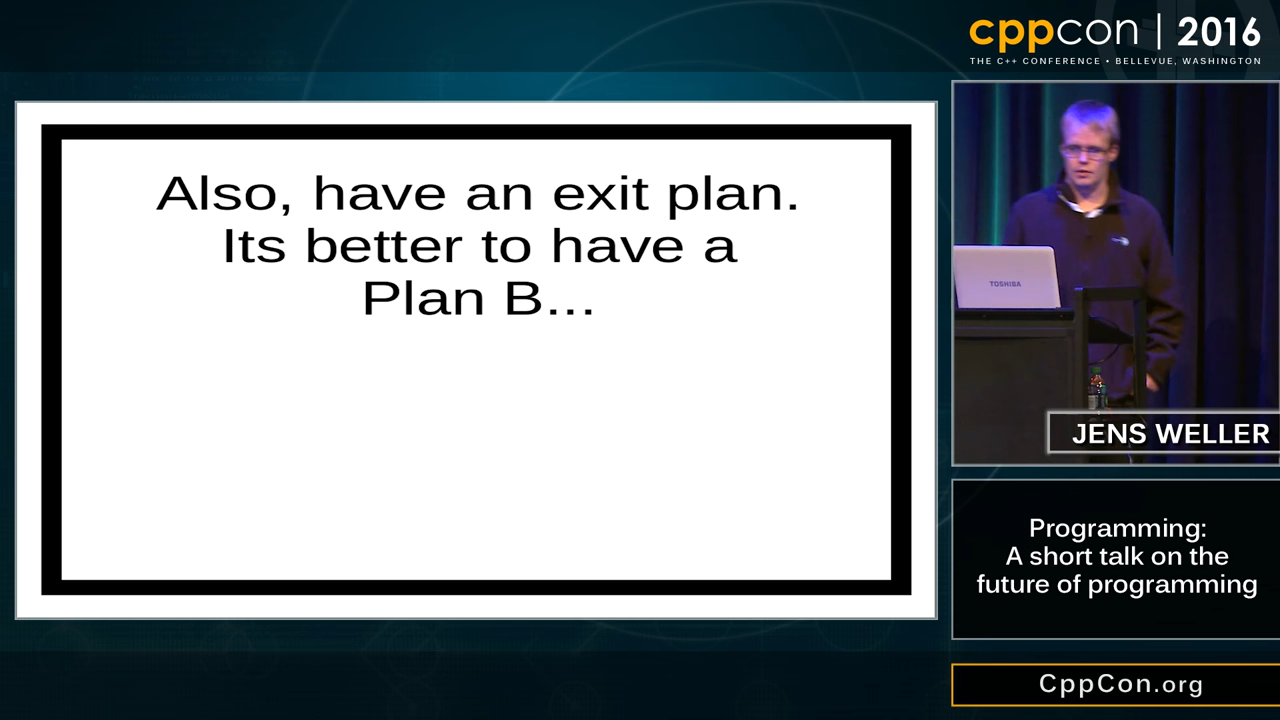 cppcon | 2016
THE C++ CONFERENCE • BELLEVUE, WASHINGTON
Also, have an exit plan.
Its better to have a
Plan B...
TOSHIBA
JENS WELLER
Programming:
A short talk on the
future of programming
CppCon.org